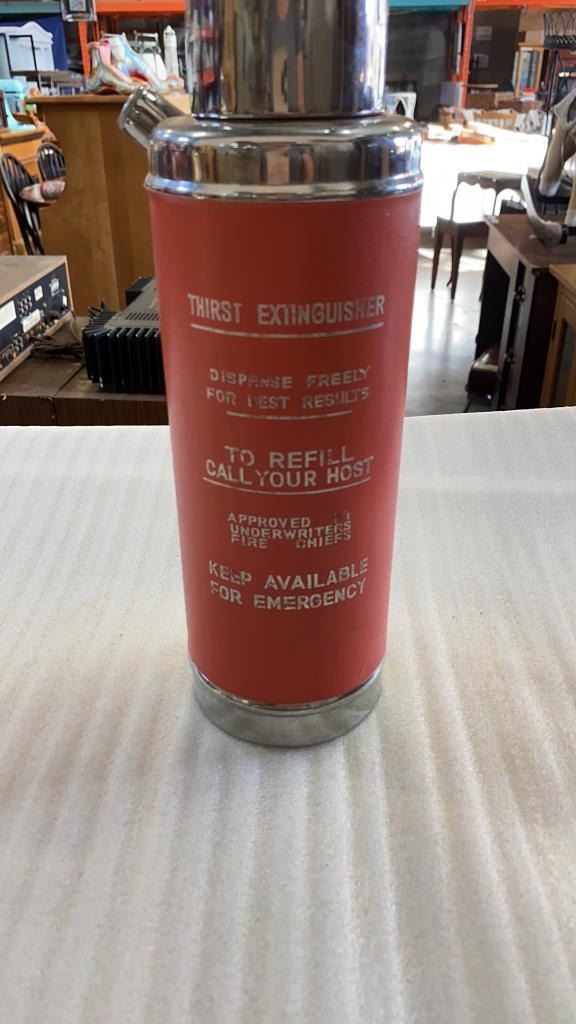 THIRST EXTINGUISHER
DISPENSE FREELY
FOR BEST RESULTS
TO REFILL
CALL YOUR HOST
APPROVED
UNDERWRITERS
FIRE CHIEFS
KEEP AVAILABLE
FOR EMERGENCY